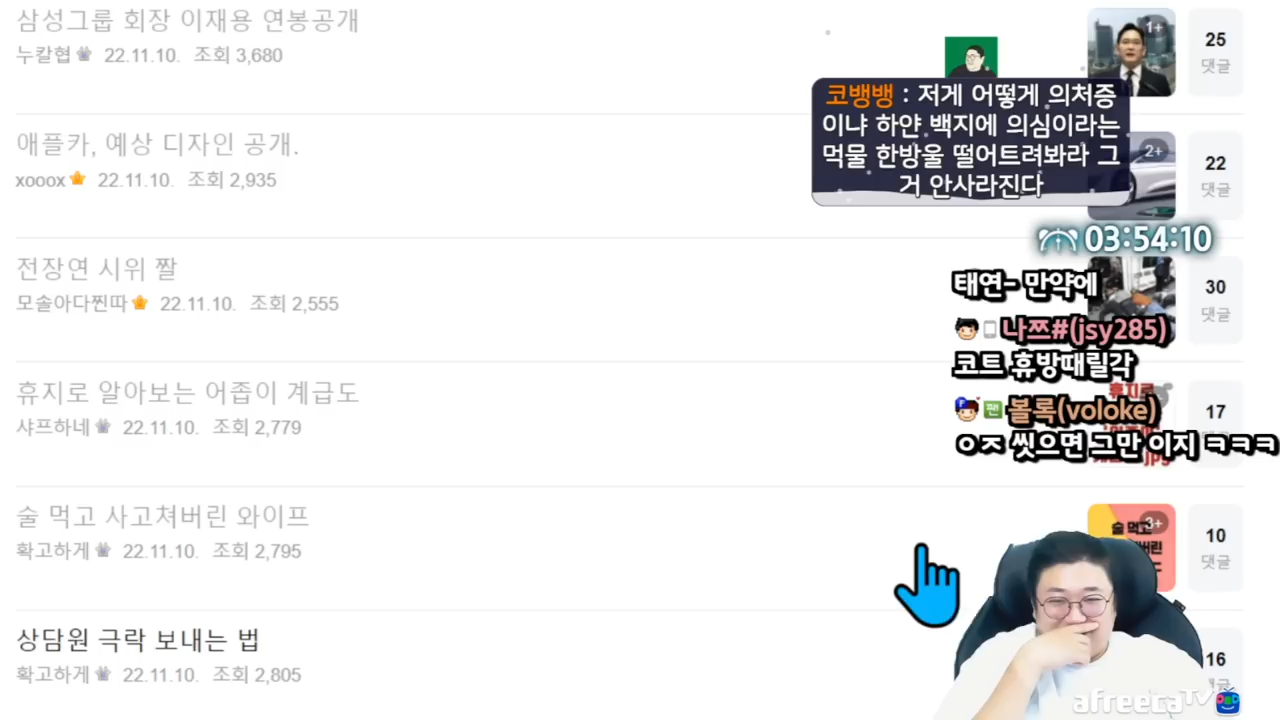 삼성그룹 회장 이재용 연봉공개
누칼협 22.11.10. 조회 3,680
1+
25
댓글
코뱅뱅 : 저게 어떻게 의처증
이냐 하얀 백지에 의심이라는
먹물 한방울 떨어트려봐라 그
거 안사라진다
애플카, 예상 디자인 공개.
xooox 22.11.10. 조회 2,935
2+
22
댓글
03:54:10
전장연 시위 짤
모솔아다찐따 22.11.10. 조회 2,555
30
댓글
태연- 만약에
나쯔#(jsy285)
코트 휴방때릴각
휴지로 알아보는 어좁이 계급도
샤프하네 22.11.10. 조회 2,779
휴지로
17
팬 볼록(voloke)
ㅇㅈ 씻으면 그만 이지 ㅋㅋㅋ
술 먹고 사고쳐버린 와이프
확고하게 22.11.10. 조회 2,795
3+
술 먹고
10
댓글
상담원 극락 보내는 법
확고하게 22.11.10. 조회 2,805
16
afreecaTV